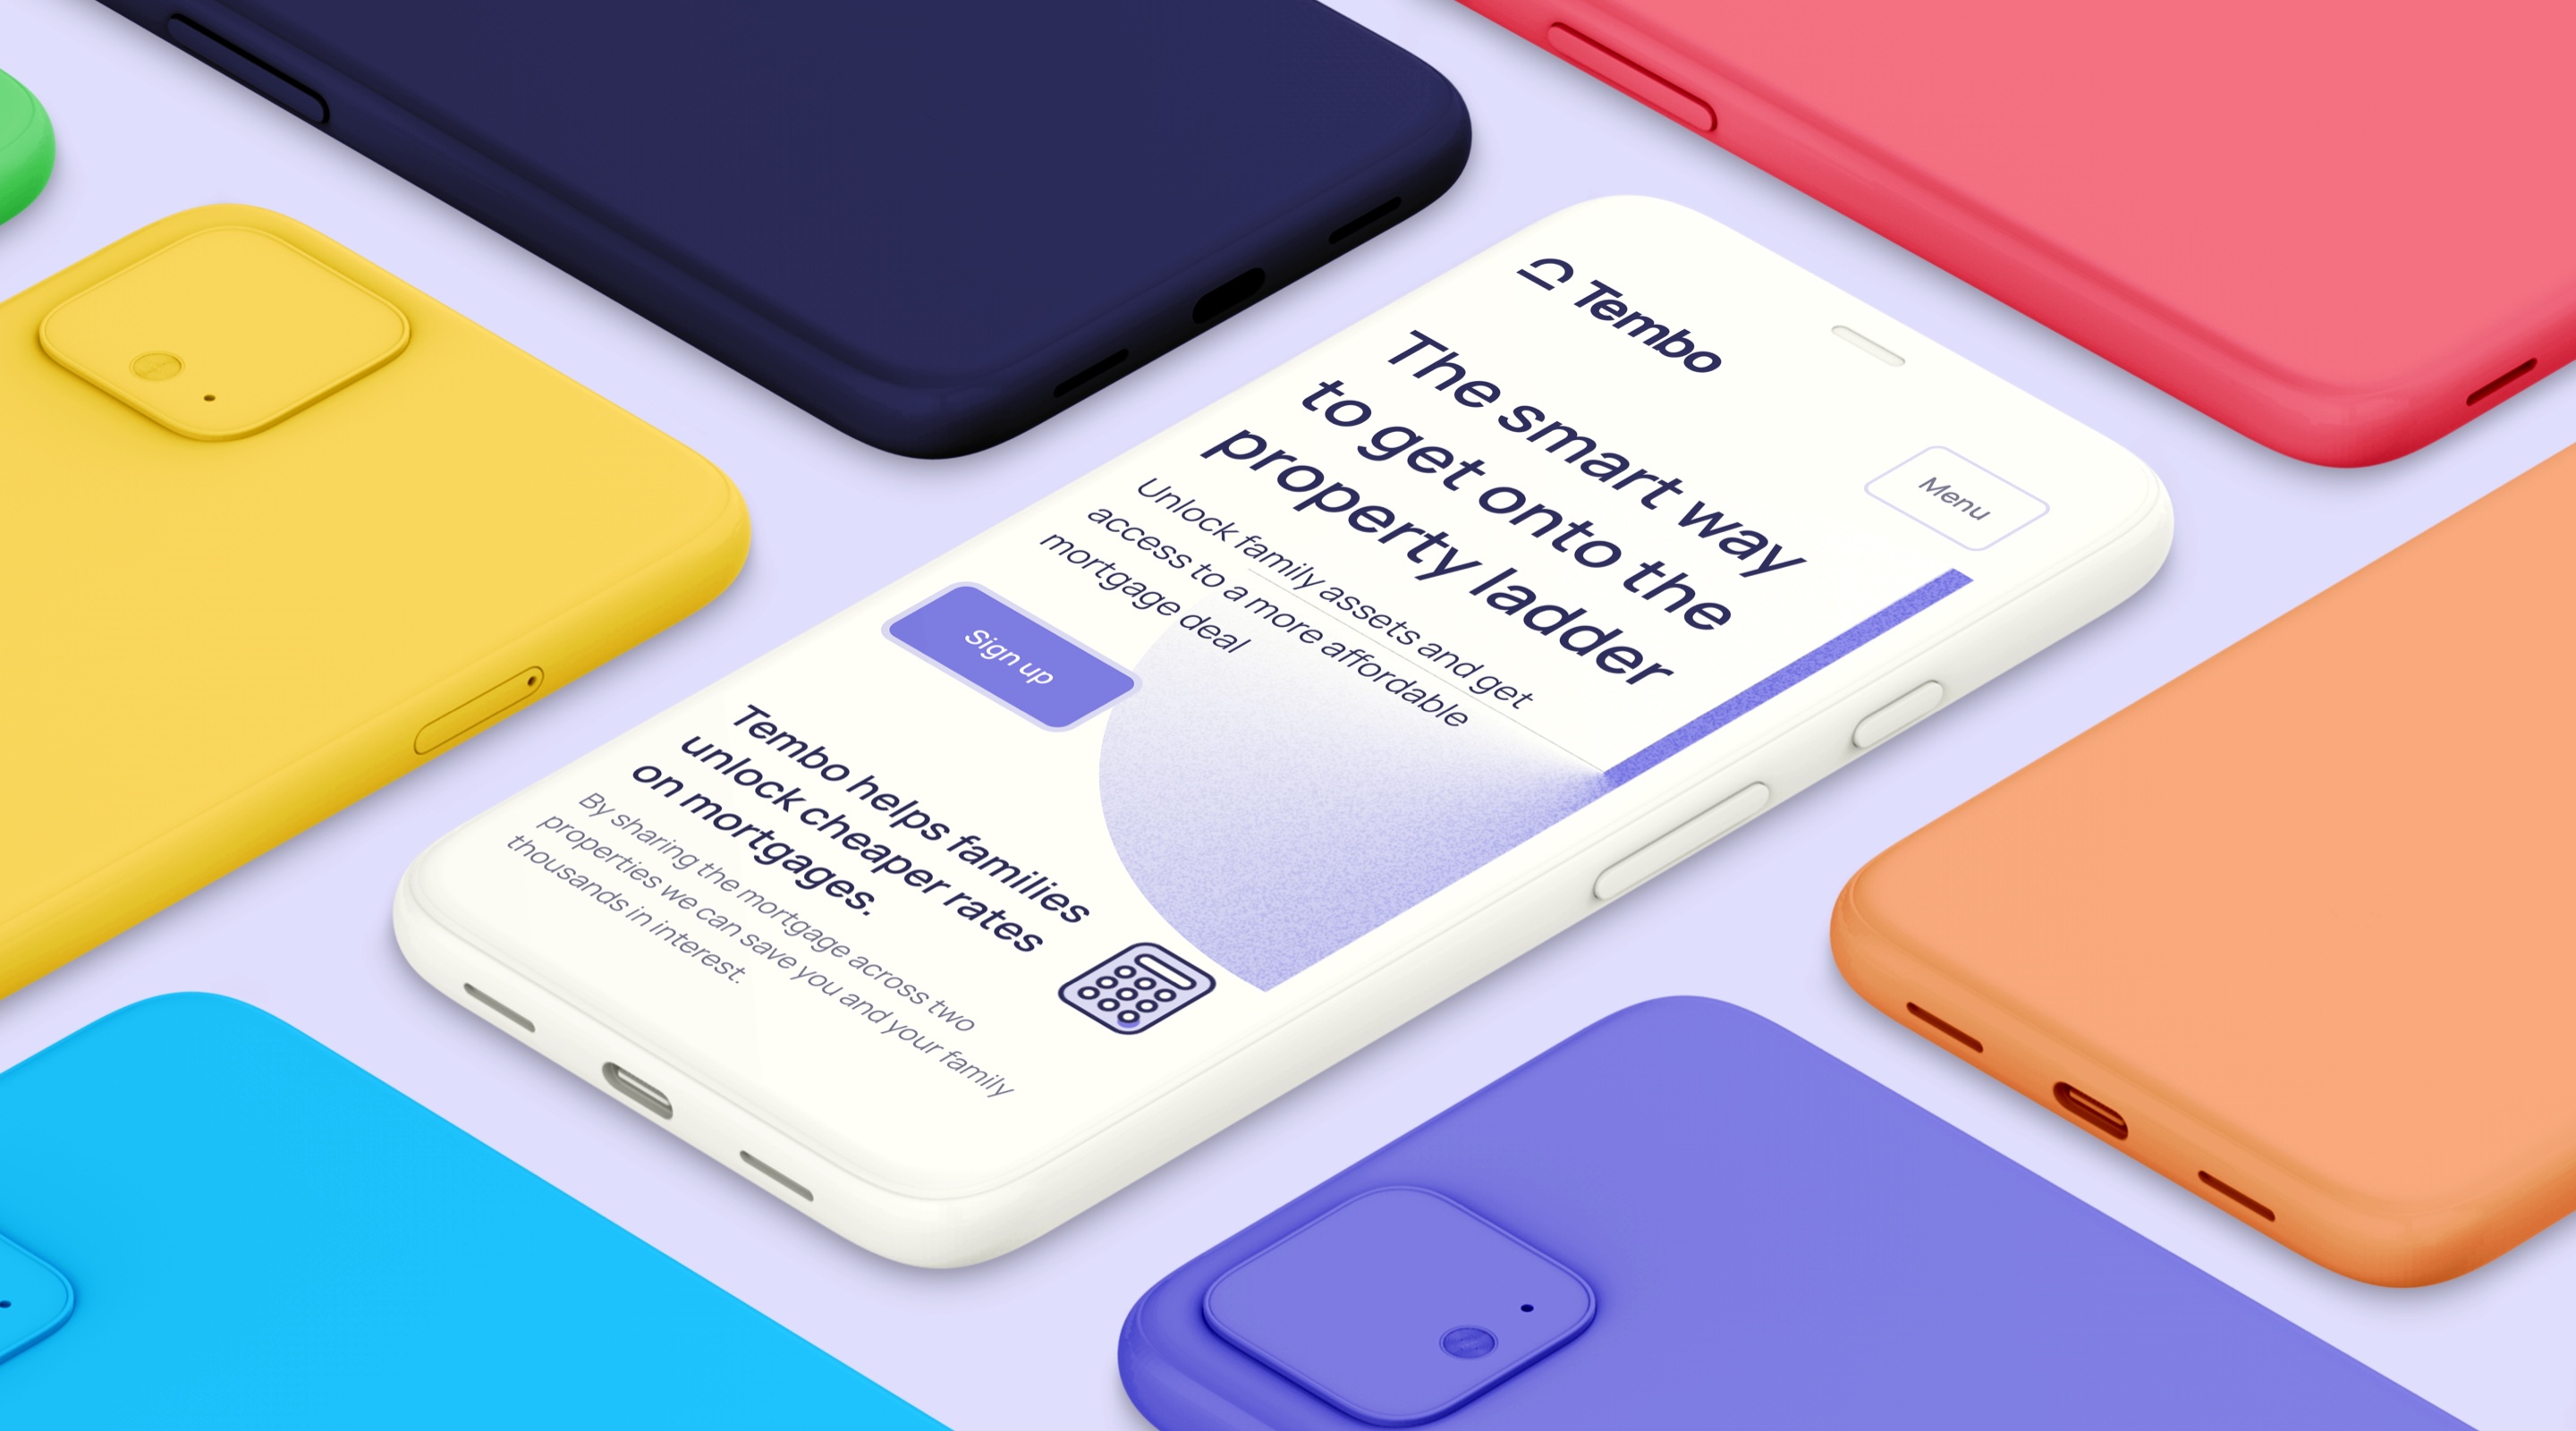 Tembo
Menu
The smart way
to get onto the
property ladder
Unlock family assets and get
access to a more affordable
mortgage deal
Sign up
Tembo helps families
unlock cheaper rates
on mortgages.
By sharing the mortgage across two
properties we can save you and your family
thousands in interest.